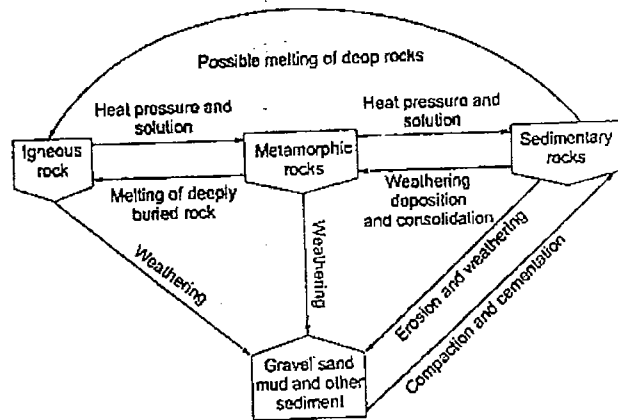 Possible melting of deop rocks
Heat pressure and
solution
Heat pressure and
solution
Igneous
rock
Metamorphic
rocks
Sedimentary
rocks
Melting of deeply
buried rock
Weathering
deposition
and consolidation
Weathering
Weathering
Erosion and weathering
Compaction and cementation
Gravel sand
mud and other
sediment